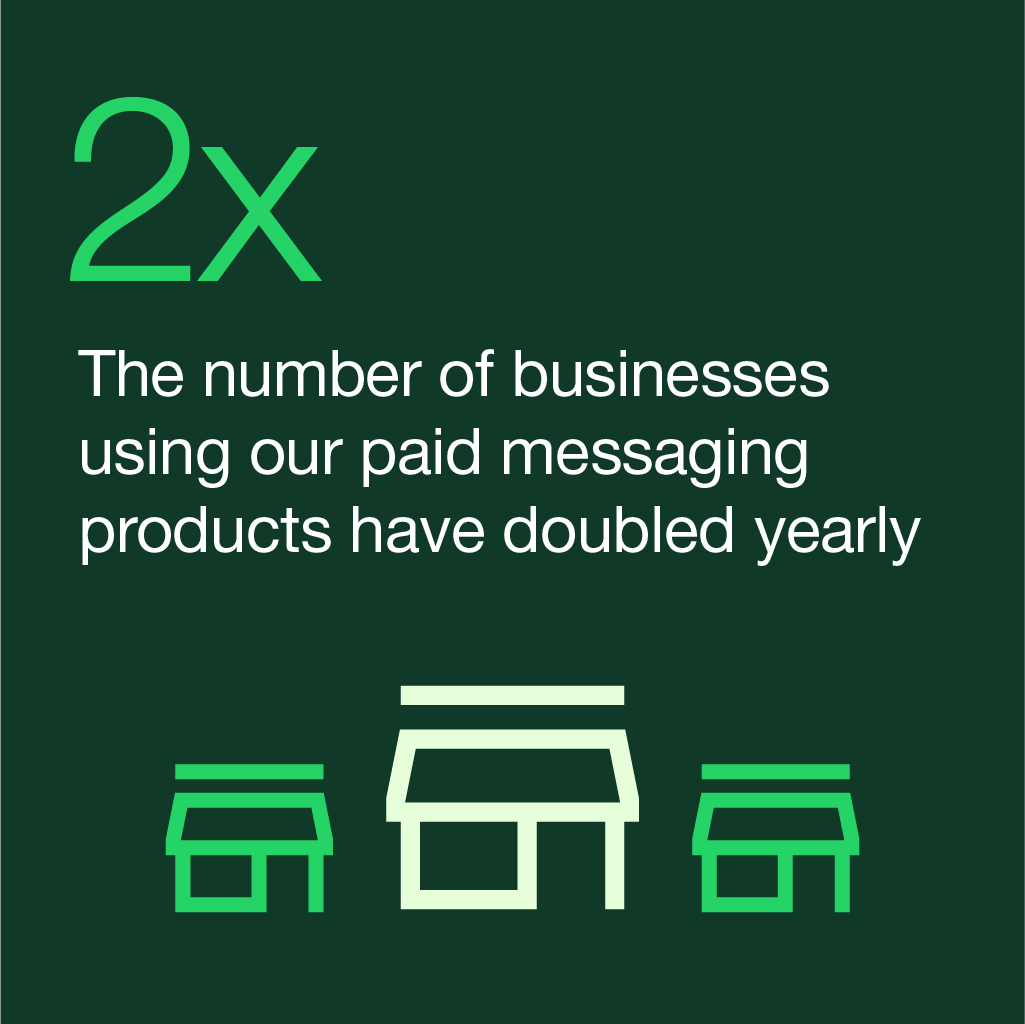 2x
The number of businesses
using our paid messaging
products have doubled yearly